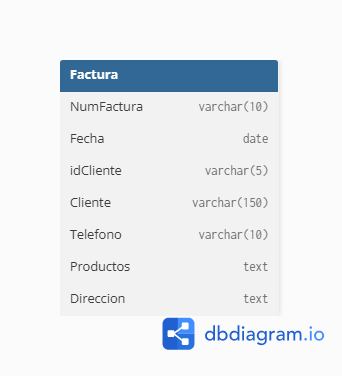 Factura
NumFactura varchar(10)
Fecha date
idCliente varchar(5)
Cliente varchar(150)
Telefono varchar(10)
Productos text
Direccion text
dbdiagram.io